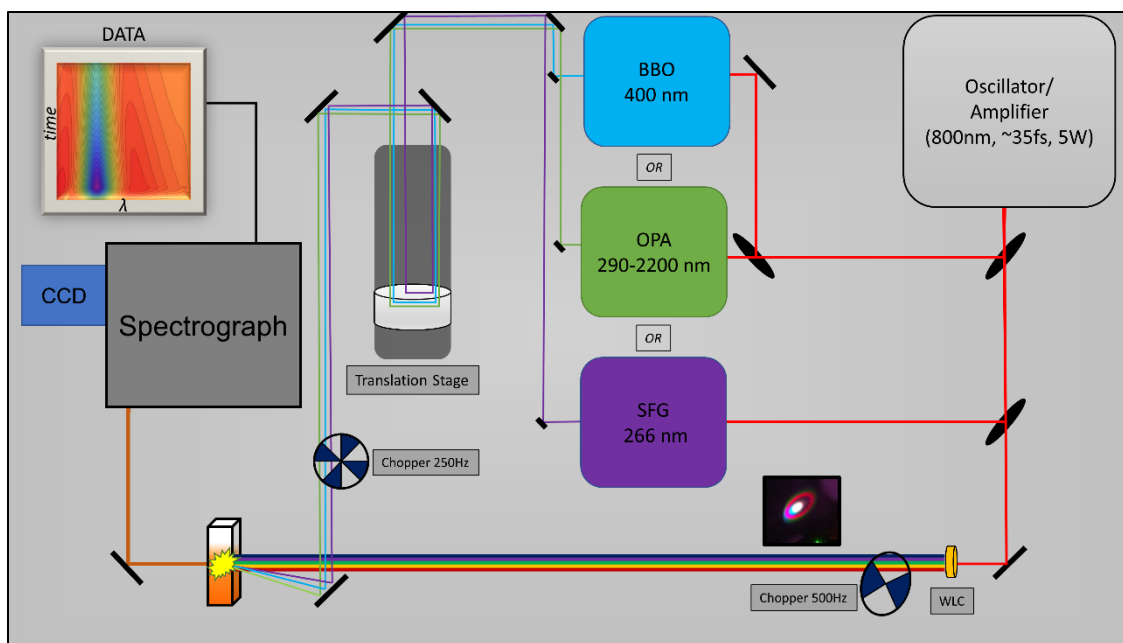 DATA
time
λ
BBO
400 nm
OR
OPA
290-2200 nm
OR
SFG
266 nm
Oscillator/
Amplifier
(800nm, ~35fs, 5W)
CCD
Spectrograph
Translation Stage
Chopper 250Hz
Chopper 500Hz
WLC